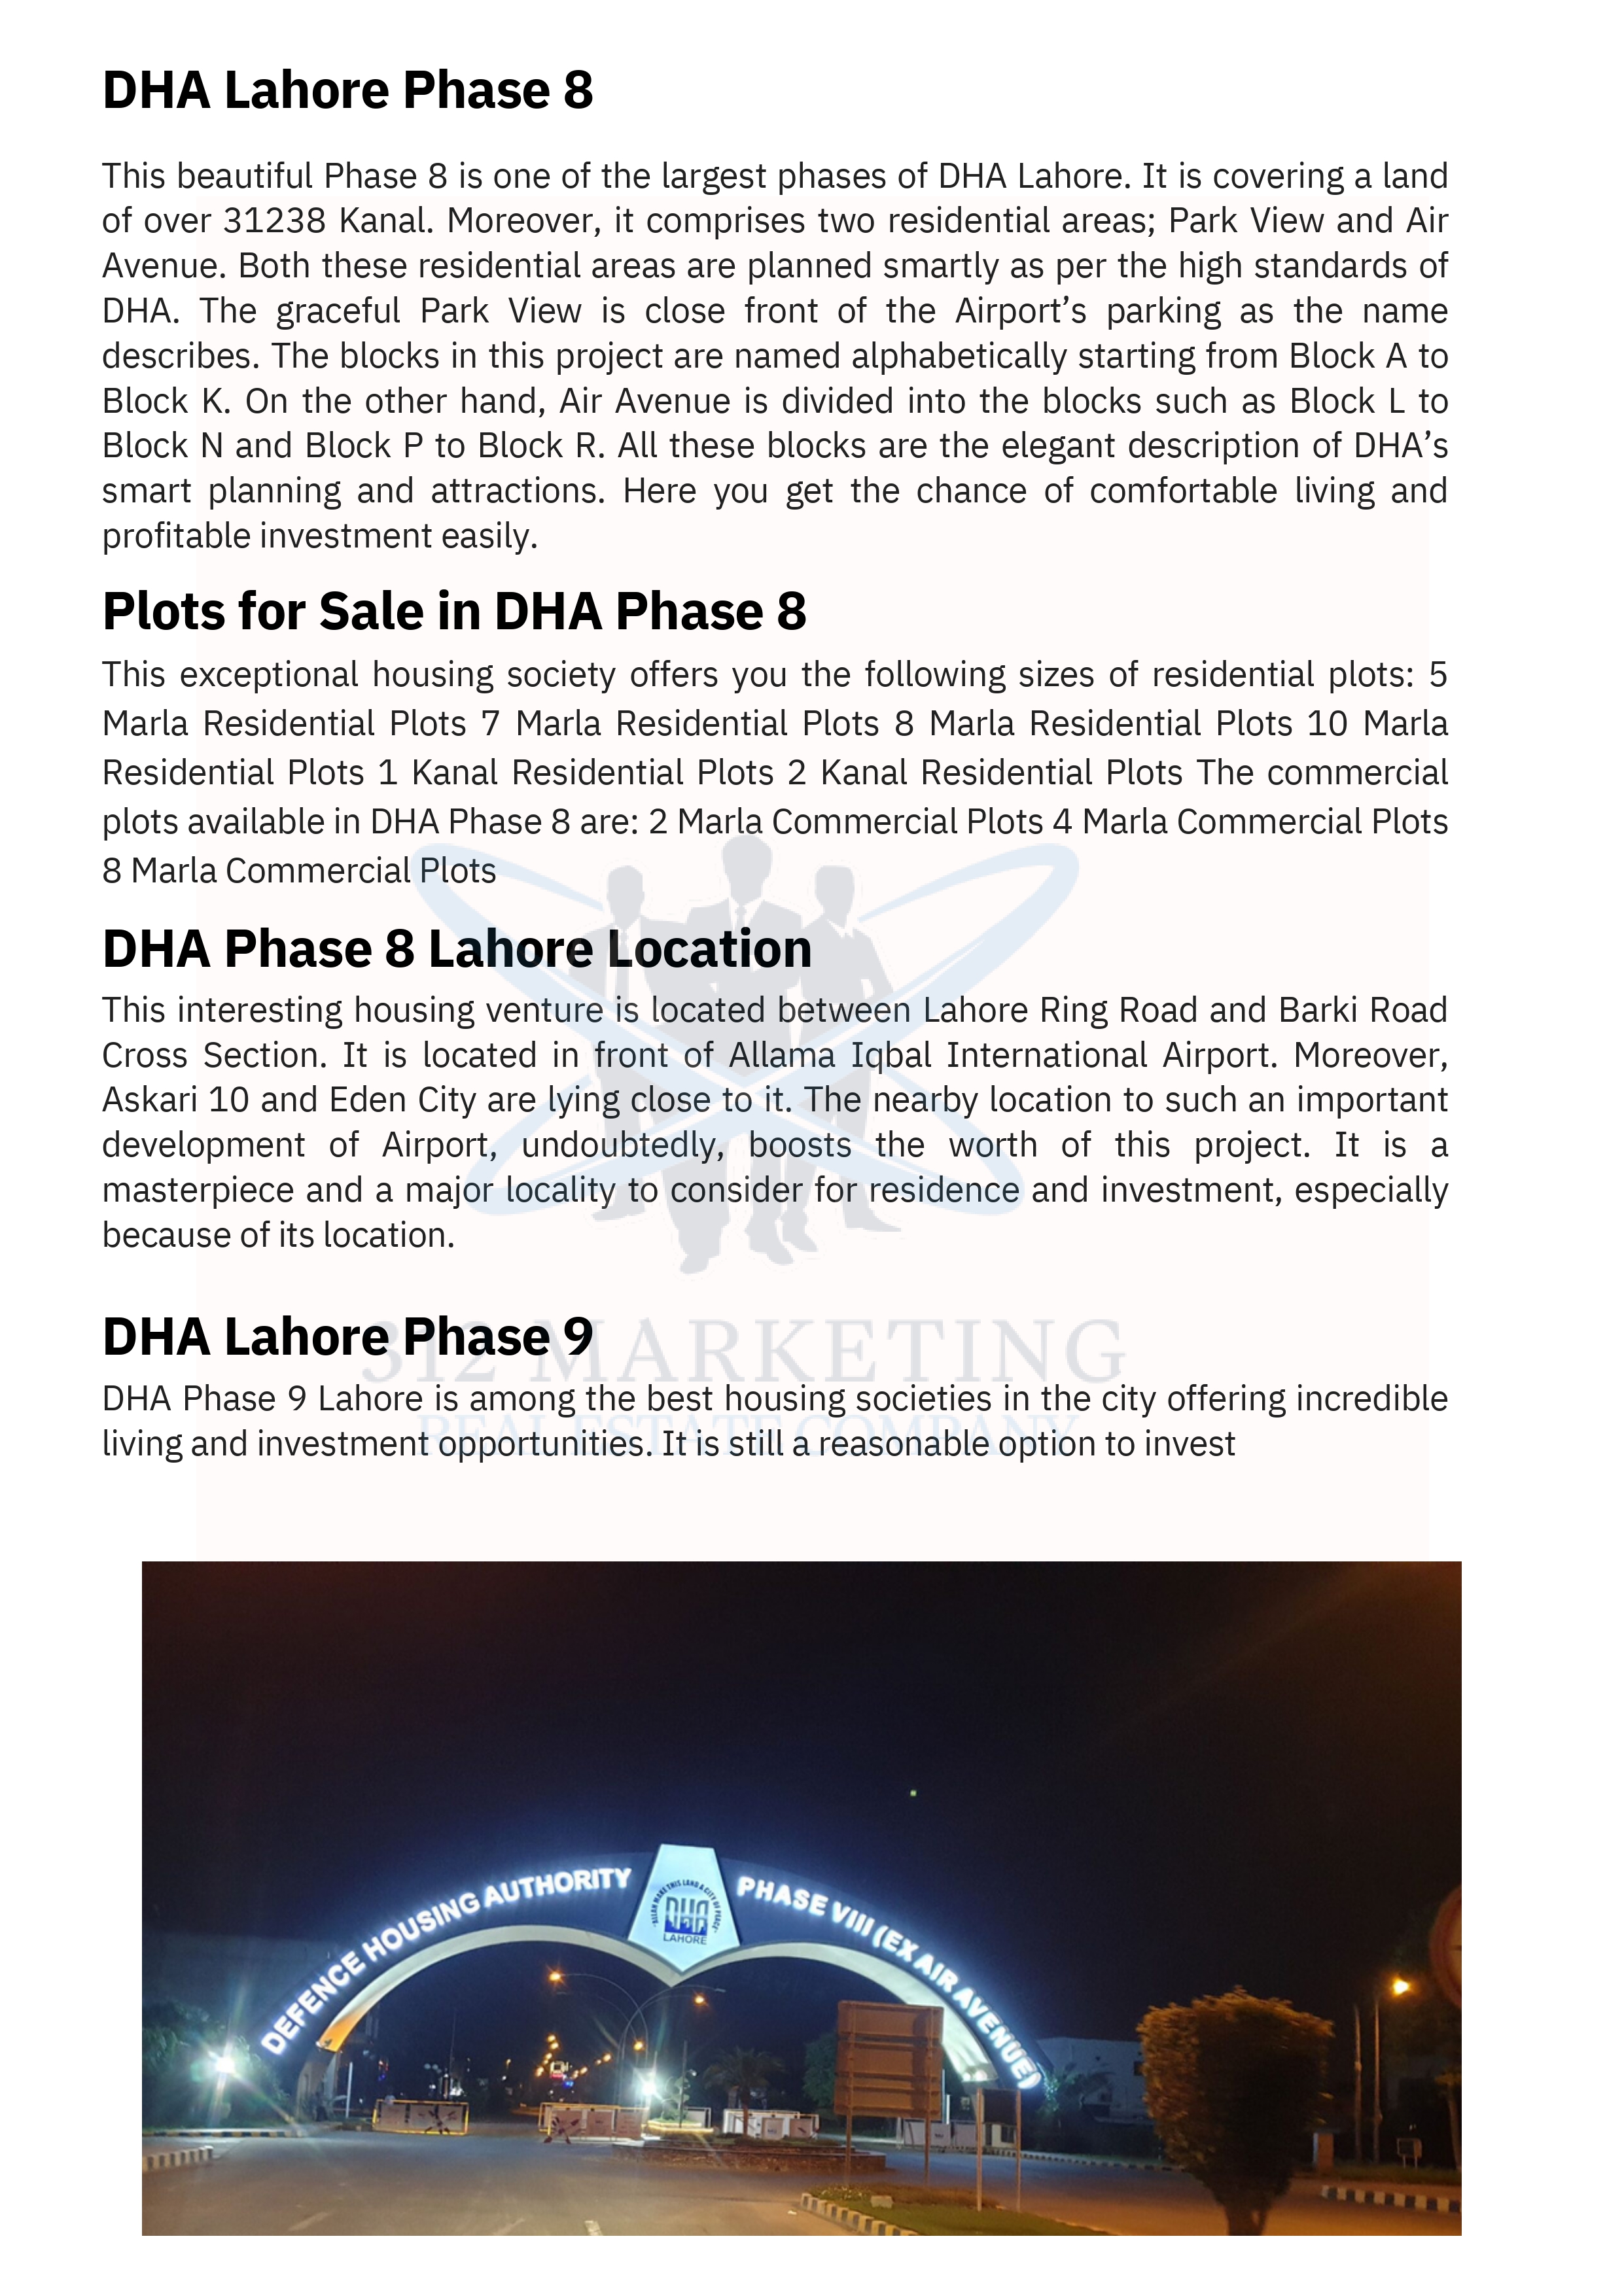 DHA Lahore Phase 8
This beautiful Phase 8 is one of the largest phases of DHA Lahore. It is covering a land
of over 31238 Kanal. Moreover, it comprises two residential areas; Park View and Air
Avenue. Both these residential areas are planned smartly as per the high standards of
DHA. The graceful Park View is close front of the Airport’s parking as the name
describes. The blocks in this project are named alphabetically starting from Block A to
Block K. On the other hand, Air Avenue is divided into the blocks such as Block L to
Block N and Block P to Block R. All these blocks are the elegant description of DHA’s
smart planning and attractions. Here you get the chance of comfortable living and
profitable investment easily.
Plots for Sale in DHA Phase 8
This exceptional housing society offers you the following sizes of residential plots: 5
Marla Residential Plots 7 Marla Residential Plots 8 Marla Residential Plots 10 Marla
Residential Plots 1 Kanal Residential Plots 2 Kanal Residential Plots The commercial
plots available in DHA Phase 8 are: 2 Marla Commercial Plots 4 Marla Commercial Plots
8 Marla Commercial Plots
DHA Phase 8 Lahore Location
This interesting housing venture is located between Lahore Ring Road and Barki Road
Cross Section. It is located in front of Allama Iqbal International Airport. Moreover,
Askari 10 and Eden City are lying close to it. The nearby location to such an important
development of Airport, undoubtedly, boosts the worth of this project. It is a
masterpiece and a major locality to consider for residence and investment, especially
because of its location.
DHA Lahore Phase 9
312 MARKETING
DHA Phase 9 Lahore is among the best housing societies in the city offering incredible
living and investment opportunities. It is still a reasonable option to invest
REAL ESTATE COMPANY
DEFENCE HOUSING AUTHORITY
ALLAH MAKE THIS LAND A CITY OF PEACE
DHA
LAHORE
PHASE VIII (EX AIR AVENUE)